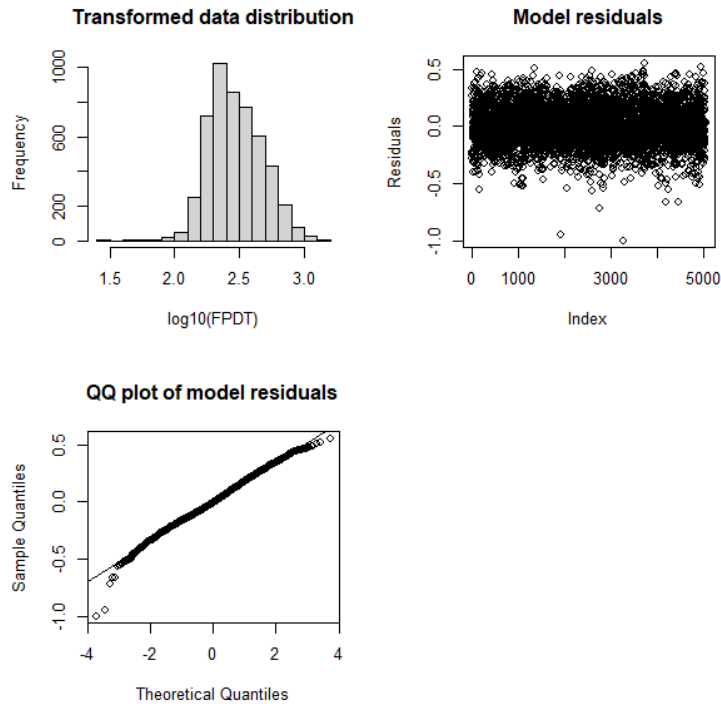 Transformed data distribution
Frequency
0
200
600
1000
1.5
2.0
2.5
3.0
log10(FPDT)
Model residuals
Residuals
0.5
0.0
-0.5
-1.0
0
1000
3000
5000
Index
QQ plot of model residuals
Sample Quantiles
0.5
0.0
-0.5
-1.0
-4
-2
0
2
4
Theoretical Quantiles